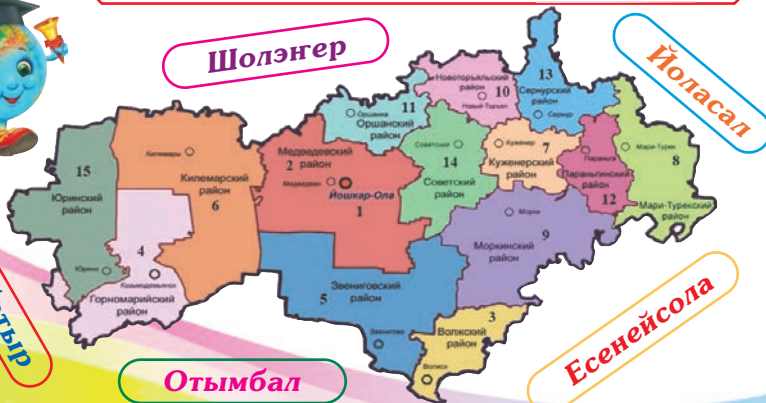 Шолэҥер
Йоласал
13
Сернурский
район
Сернур
Новоторъяльский
район
10
Новый Торъял
11
Оршанка
Оршанский
район
15
Юринский
район
Юрино
Килемары
Килемарский
район
6
Медведевский
2 район
Медведево
Йошкар-Ола
1
Советский
14
Советский
район
Куженер
7
Куженерский
район
Параньга
Параньгинский
район
12
Мари-Турек
8
Мари-Турекский
район
4
Козьмодемьянск
Горномарийский
район
5
Звениговский
район
Звенигово
Морки
9
Моркинский
район
3
Волжский
район
Волжск
тыр
Отымбал
Есенейсола